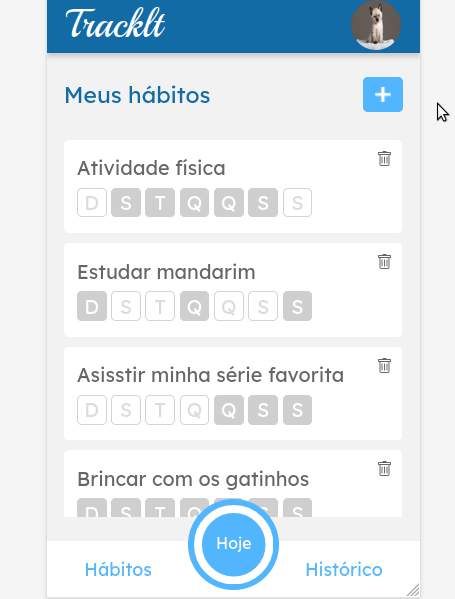 TrackIt
Meus hábitos
+
Atividade física
D S T Q Q S S
Estudar mandarim
D S T Q Q S S
Asisstir minha série favorita
D S T Q Q S S
Brincar com os gatinhos
D S T Q S S
Hoje
Hábitos
Histórico